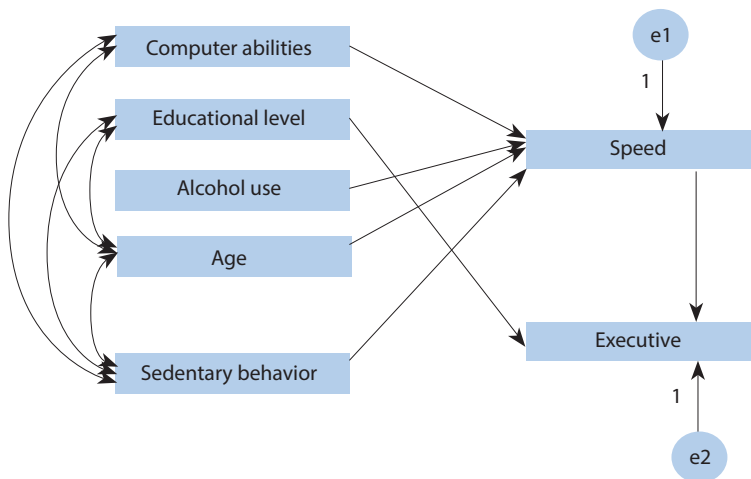 Computer abilities
Educational level
Alcohol use
Age
Sedentary behavior
e1
1
Speed
Executive
1
e2